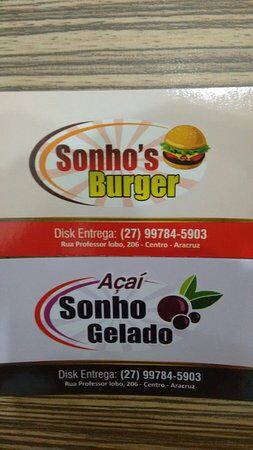 Sonho's
Burger
Disk Entrega: (27) 99784-5903
Rua Professor lobo, 206 - Centro - Aracruz
Açaí
Sonho
Gelado
Disk Entrega: (27) 99784-5903
Rua Professor lobo, 206 - Centro - Aracruz